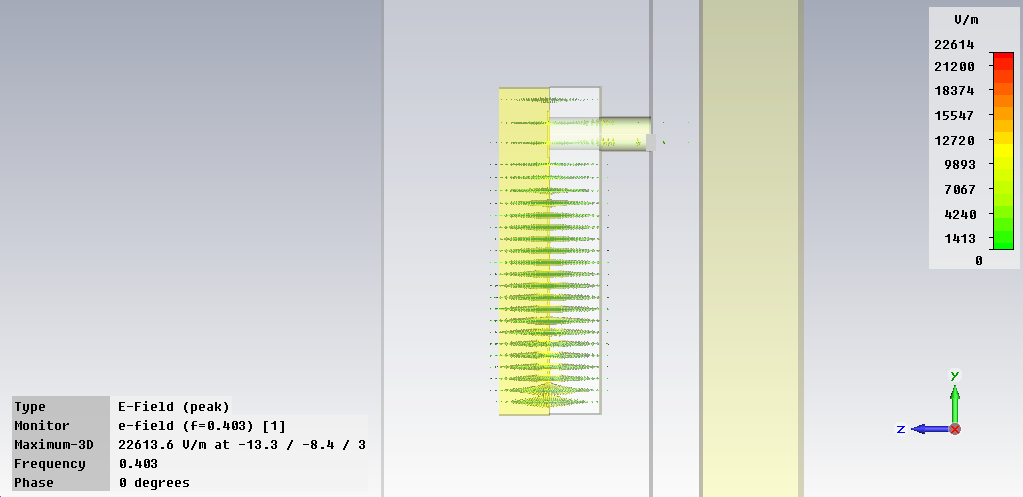 V/m
22614
21200
18374
15547
12720
9893
7067
4240
1413
0
Type E-Field (peak)
Monitor e-field (f=0.403) [1]
Maximum-3D 22613.6 V/m at -13.3 / -8.4 / 3
Frequency 0.403
Phase 0 degrees
y
z